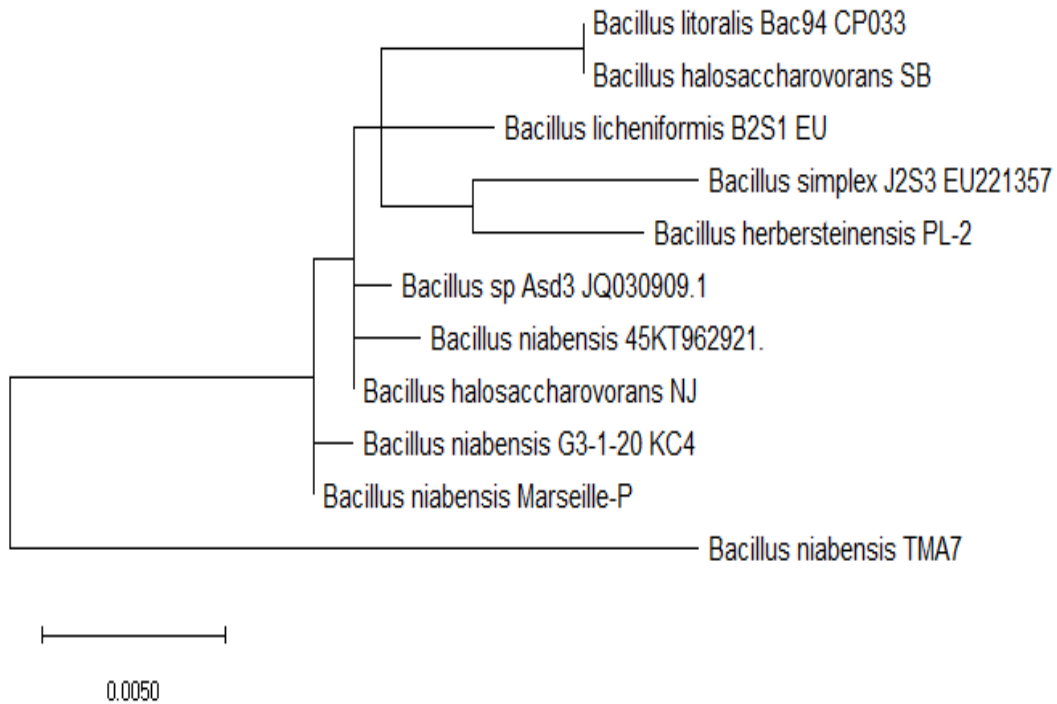 Bacillus litoralis Bac94 CP033
Bacillus halosaccharovorans SB
Bacillus licheniformis B2S1 EU
Bacillus simplex J2S3 EU221357
Bacillus herbersteinensis PL-2
Bacillus sp Asd3 JQ030909.1
Bacillus niabensis 45KT962921.
Bacillus halosaccharovorans NJ
Bacillus niabensis G3-1-20 KC4
Bacillus niabensis Marseille-P
Bacillus niabensis TMA7
0.0050